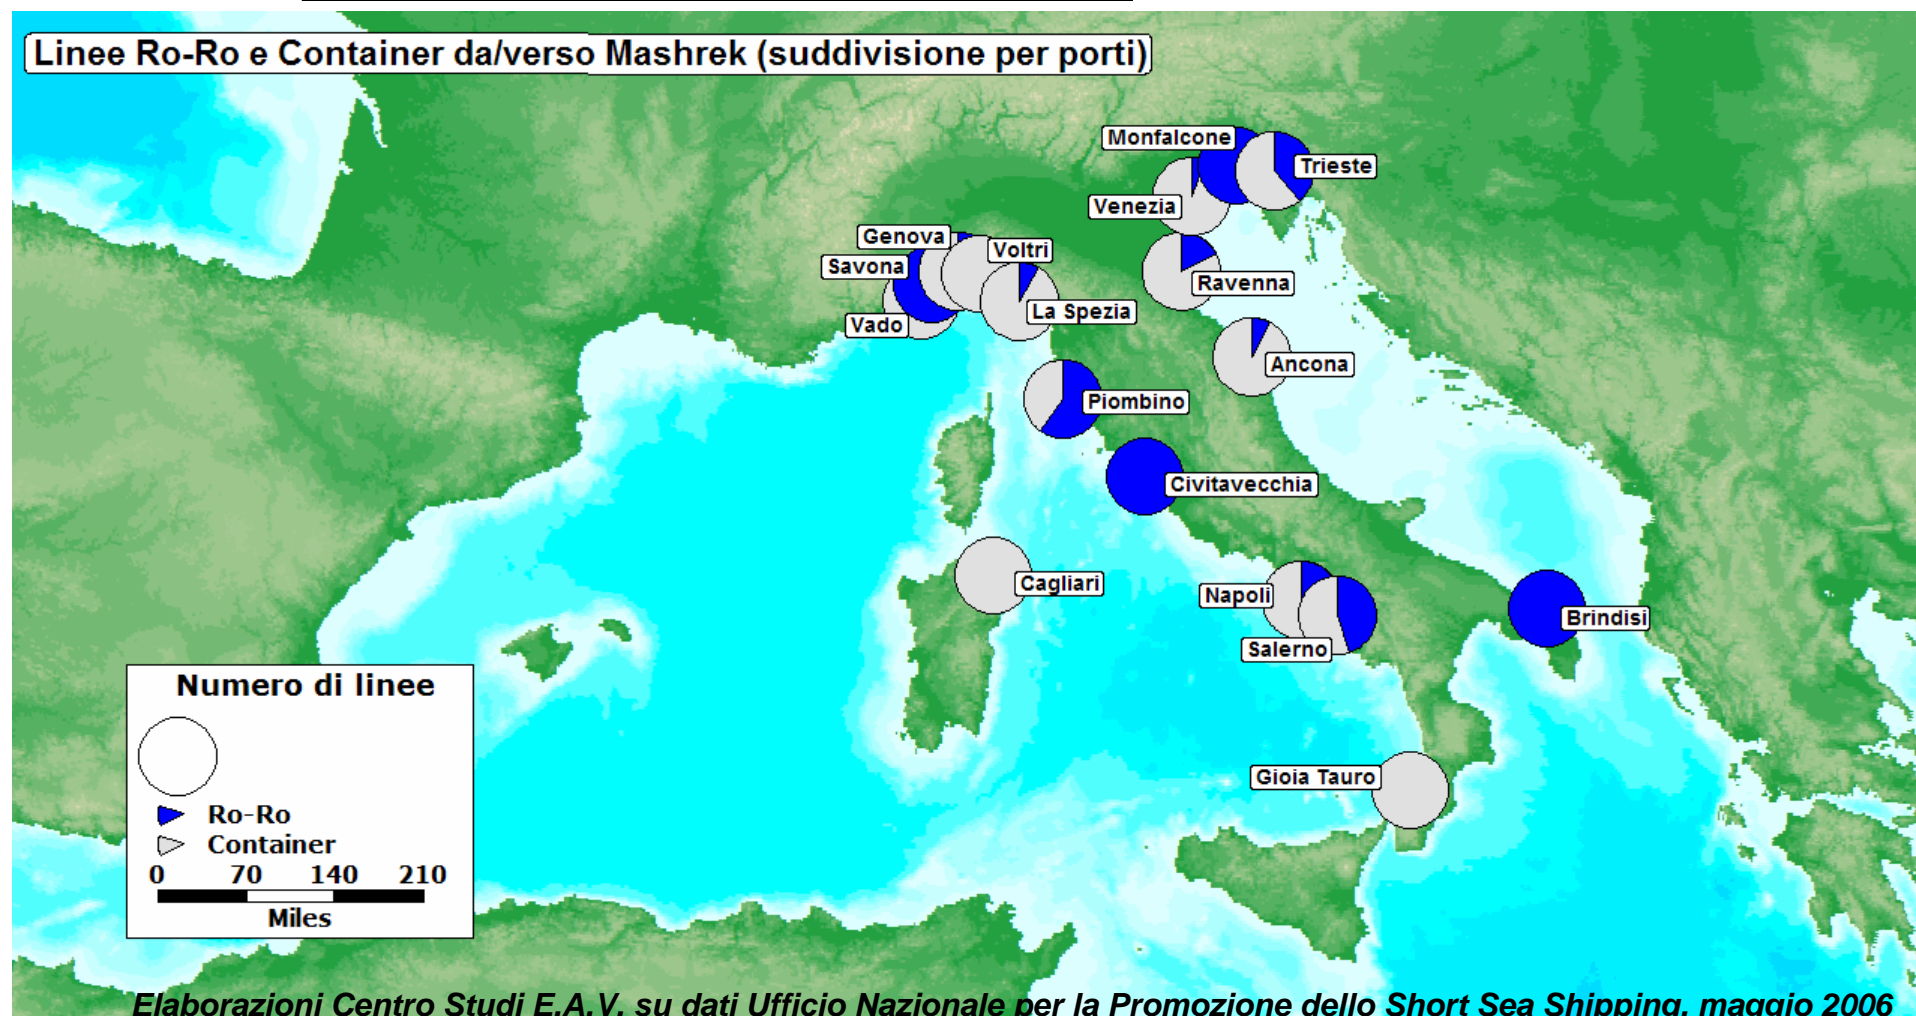 Linee Ro-Ro e Container da/verso Mashrek (suddivisione per porti)
Monfalcone
Trieste
Venezia
Genova
Voltri
Savona
Ravenna
La Spezia
Vado
Ancona
Piombino
Civitavecchia
Cagliari
Napoli
Brindisi
Salerno
Gioia Tauro
Numero di linee
Ro-Ro
Container
0 70 140 210
Miles
Elaborazioni Centro Studi E.A.V. su dati Ufficio Nazionale per la Promozione dello Short Sea Shipping, maggio 2006